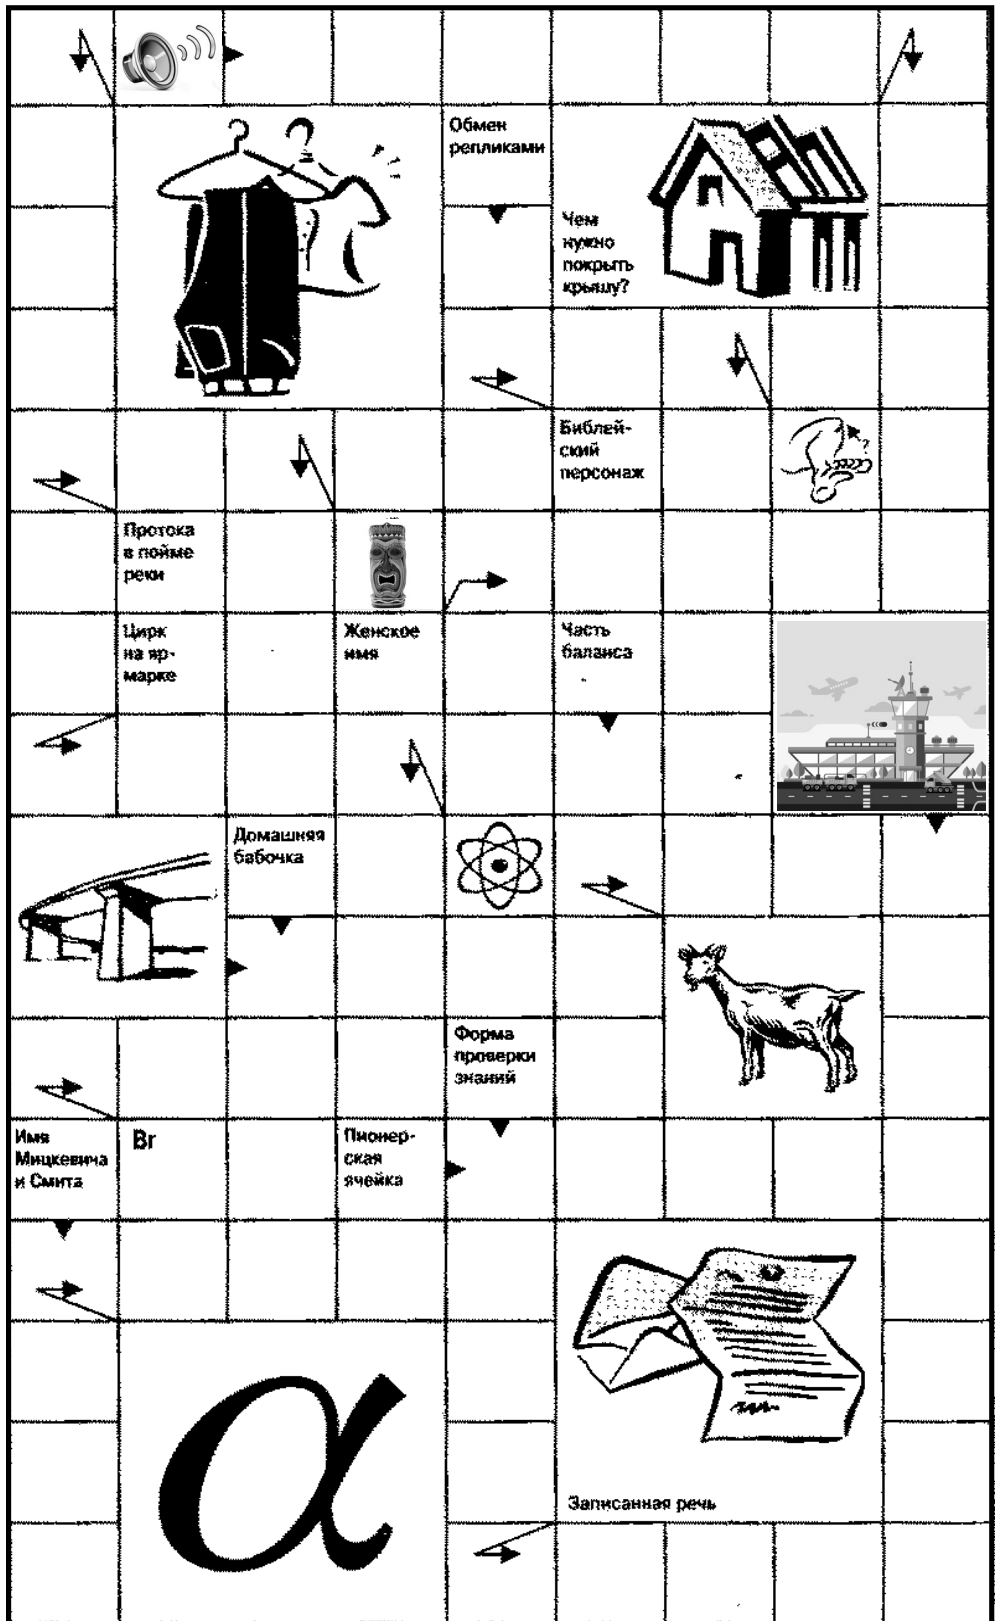 Обмен
репликами
Чем
нужно
покрыть
крышу?
Библей-
ский
персонаж
Протока
в пойме
реки
Цирк
на яр-
марке
Женское
имя
Часть
баланса
Домашняя
бабочка
Форма
проверки
знаний
Имя
Мицкевича
и Смита
Br
Пионер-
ская
ячейка
α
Записанная речь